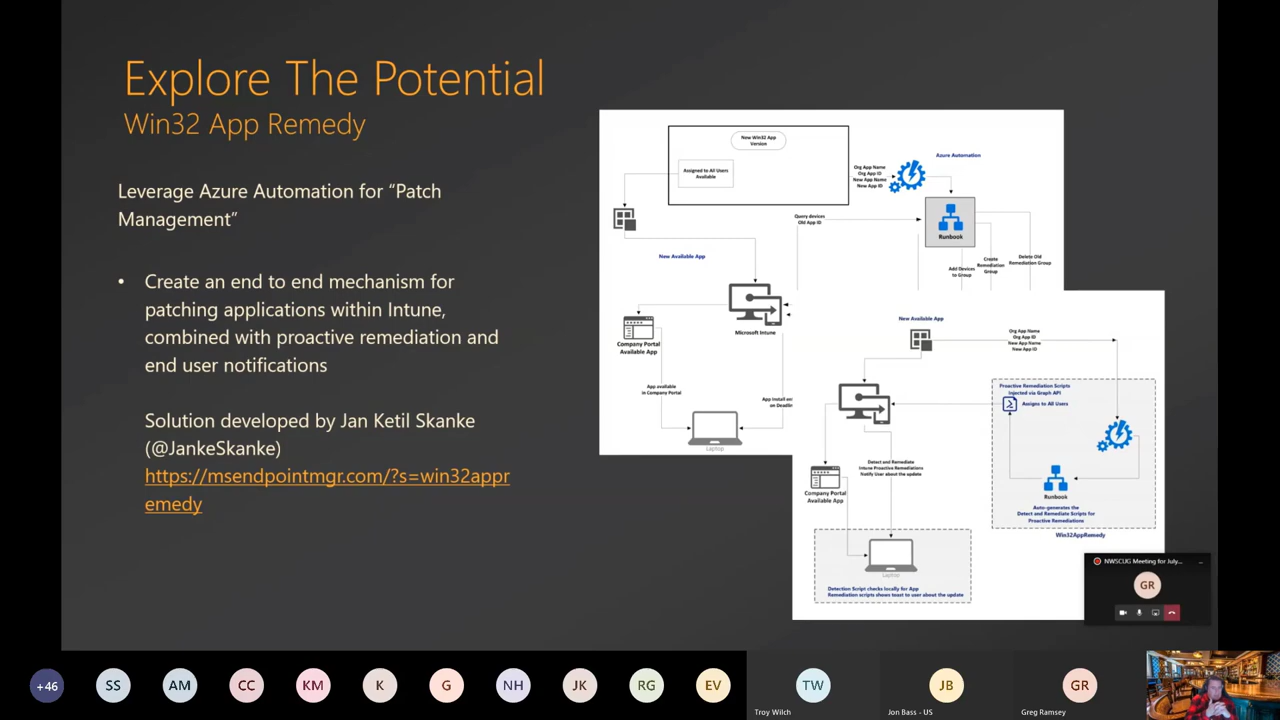 Explore The Potential
Win32 App Remedy
Leverage Azure Automation for “Patch
Management”
• Create an end to end mechanism for
patching applications within Intune,
combined with proactive remediation and
end user notifications
Solution developed by Jan Ketil Skanke
(@JankeSkanke)
https://msendpointmgr.com/?s=win32appr
emedy
New Win32 App
Version
Assigned to All Users
Available
Org App Name
Org App ID
New App Name
New App ID
Azure Automation
Query devices
Old App ID
Runbook
New Available App
Add Devices
to Group
Create
Remediation
Group
Delete Old
Remediation Group
Microsoft Intune
Company Portal
Available App
App available
in Company Portal
App Install en
on Deadlin
Laptop
New Available App
Org App Name
Org App ID
New App Name
New App ID
Proactive Remediation Scripts
Injected via Graph API
Assigns to All Users
Detect and Remediate
Intune Proactive Remediations
Notify User about the update
Company Portal
Available App
Runbook
Auto-generates the
Detect and Remediate Scripts for
Proactive Remediations
Win32AppRemedy
Laptop
Detection Script checks locally for App
Remediation scripts shows toast to user about the update
NWSCUG Meeting for July...
GR
+46
SS
AM
CC
KM
K
G
NH
JK
RG
EV
TW
JB
GR
Troy Wilch
Jon Bass - US
Greg Ramsey